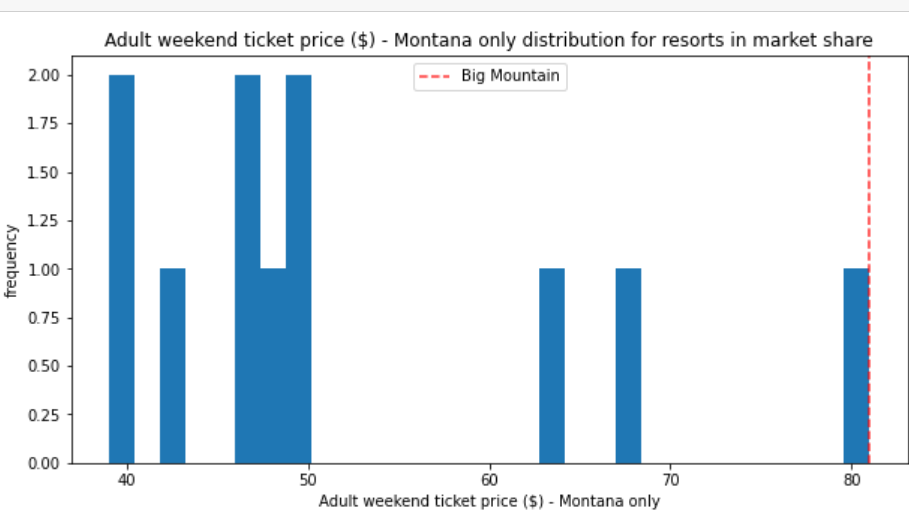 Adult weekend ticket price ($) - Montana only distribution for resorts in market share
Big Mountain
frequency
2.00
1.75
1.50
1.25
1.00
0.75
0.50
0.25
0.00
40 50 60 70 80
Adult weekend ticket price ($) - Montana only